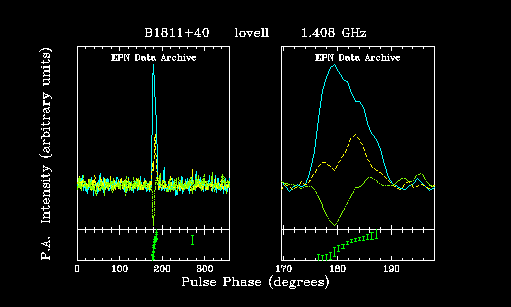 B1811+40 lovell 1.408 GHz
EPN Data Archive EPN Data Archive
P.A. Intensity (arbitrary units)
0 100 200 300 170 180 190
Pulse Phase (degrees)